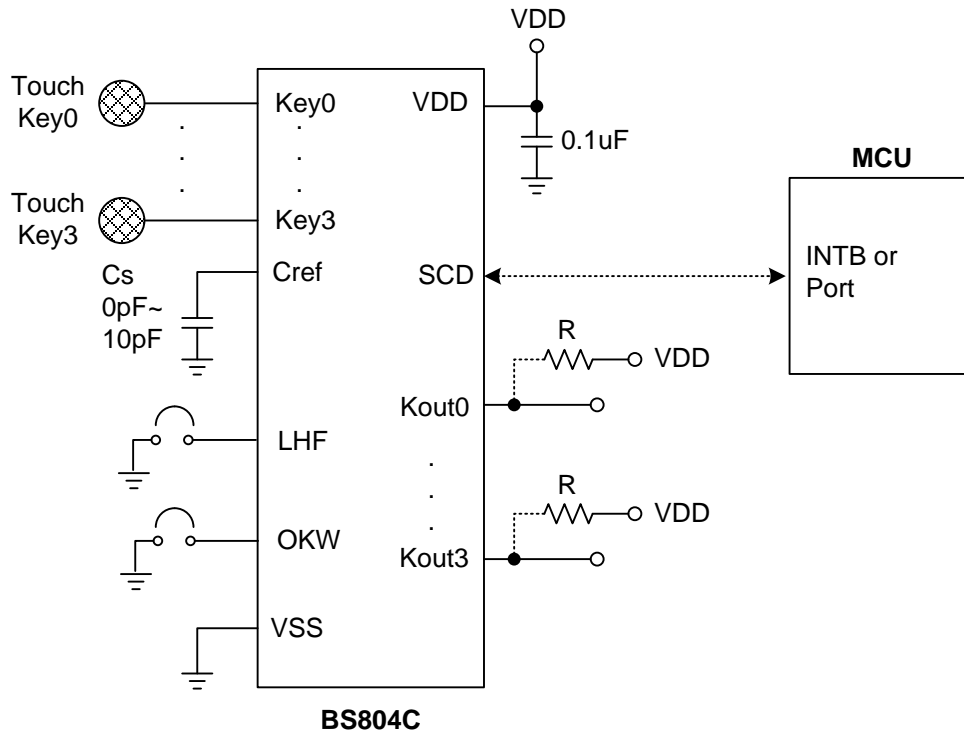 VDD
Touch
Key0
Key0
VDD
0.1uF
MCU
Touch
Key3
Key3
Cs
0pF~
10pF
Cref
SCD
INTB or
Port
R
VDD
Kout0
LHF
R
VDD
OKW
Kout3
VSS
BS804C